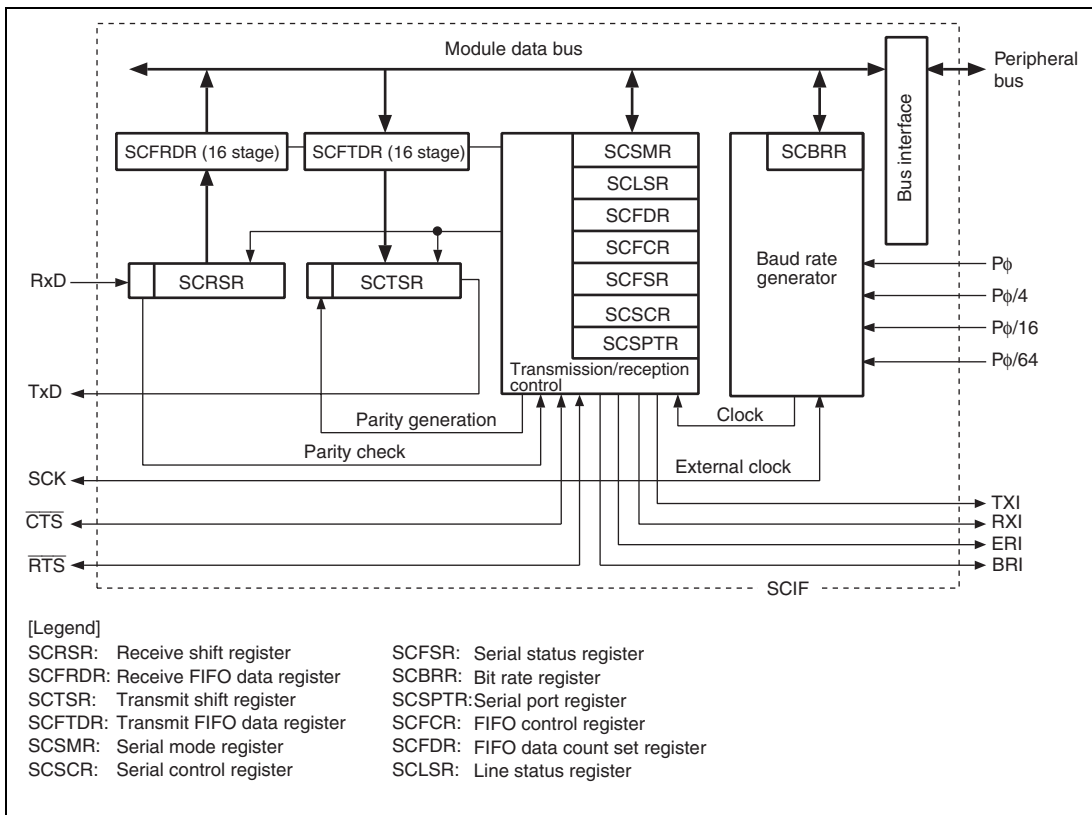 Module data bus
Peripheral
bus
Bus interface
SCFRDR (16 stage)
SCFTDR (16 stage)
SCSMR
SCBRR
SCLSR
SCFDR
SCFCR
SCFSR
SCSCR
SCSPTR
Transmission/reception
control
Baud rate
generator
RxD
SCRSR
SCTSR
Pϕ
Pϕ/4
Pϕ/16
Pϕ/64
TxD
Parity generation
Clock
Parity check
External clock
SCK
CTS
RTS
TXI
RXI
ERI
BRI
SCIF
[Legend]
SCRSR: Receive shift register
SCFRDR: Receive FIFO data register
SCTSR: Transmit shift register
SCFTDR: Transmit FIFO data register
SCSMR: Serial mode register
SCSCR: Serial control register
SCFSR: Serial status register
SCBRR: Bit rate register
SCSPTR:Serial port register
SCFCR: FIFO control register
SCFDR: FIFO data count set register
SCLSR: Line status register